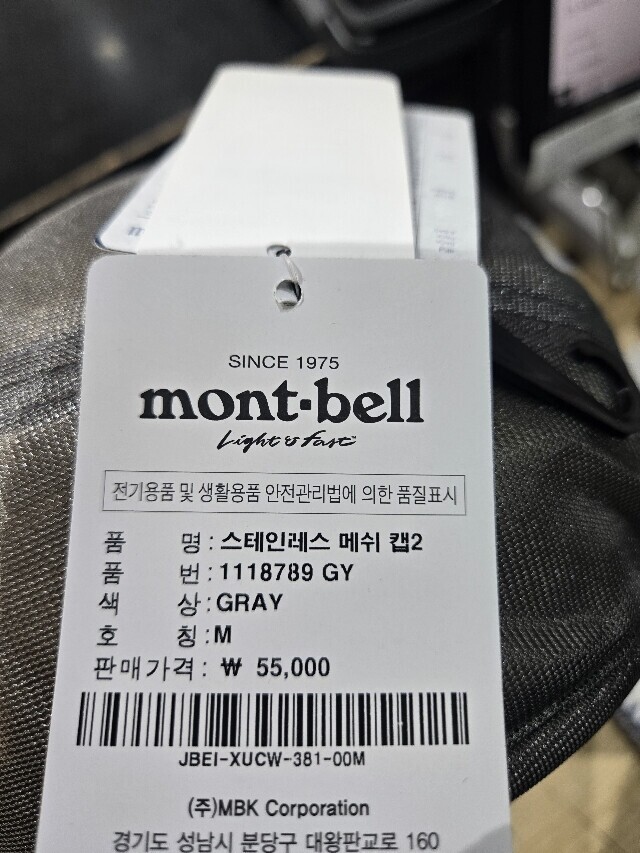 SINCE 1975
mont·bell
Light & Fast
전기용품 및 생활용품 안전관리법에 의한 품질표시
품 명 : 스테인레스 메쉬 캡2
품 번 : 1118789 GY
색 상 : GRAY
호 칭 : M
판매가격 : ₩ 55,000
JBEI-XUCW-381-00M
(주)MBK Corporation
경기도 성남시 분당구 대왕판교로 160